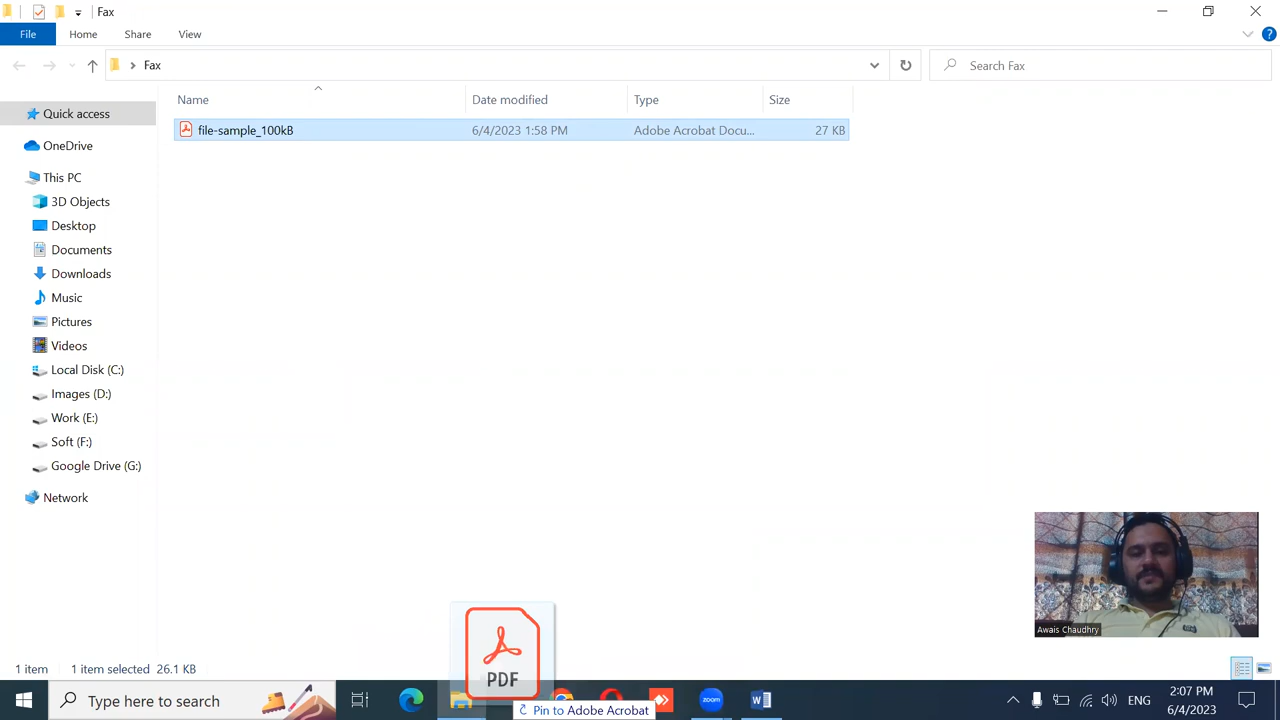 Fax
File
Home
Share
View
Fax
Search Fax
Name
Date modified
Type
Size
file-sample_100kB
6/4/2023 1:58 PM
Adobe Acrobat Docu...
27 KB
Quick access
OneDrive
This PC
3D Objects
Desktop
Documents
Downloads
Music
Pictures
Videos
Local Disk (C:)
Images (D:)
Work (E:)
Soft (F:)
Google Drive (G:)
Network
Awais Chaudhry
1 item
1 item selected 26.1 KB
PDF
Pin to Adobe Acrobat
Type here to search
zoom
W
ENG
2:07 PM
6/4/2023